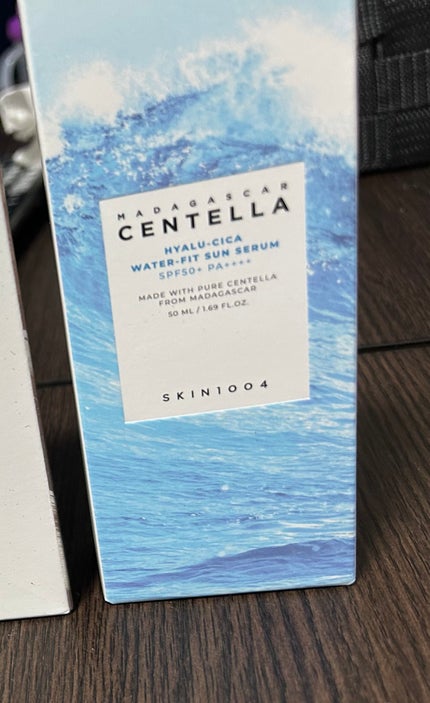 MADAGASCAR
CENTELLA
HYALU-CICA
WATER-FIT SUN SERUM
SPF50+ PA++++
MADE WITH PURE CENTELLA
FROM MADAGASCAR
50 ML / 1.69 FL.OZ.
SKIN1004